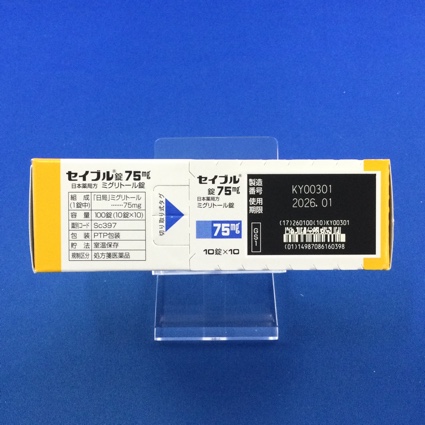 セイブル錠75mg
日本薬局方 ミグリトール錠
組成(1錠中) 「日局」ミグリトール ──75mg
容量 100錠(10錠×10)
識別コード Sc397
包装 PTP包装
貯法 室温保存
規制区分 処方箋医薬品
切り取り式タグ
セイブル錠75mg
日本薬局方
ミグリトール錠
75mg
10錠×10
製造番号 KY00301
使用期限 2026.01
(17)260100(10)KY00301
GS1
(01)14987086160398